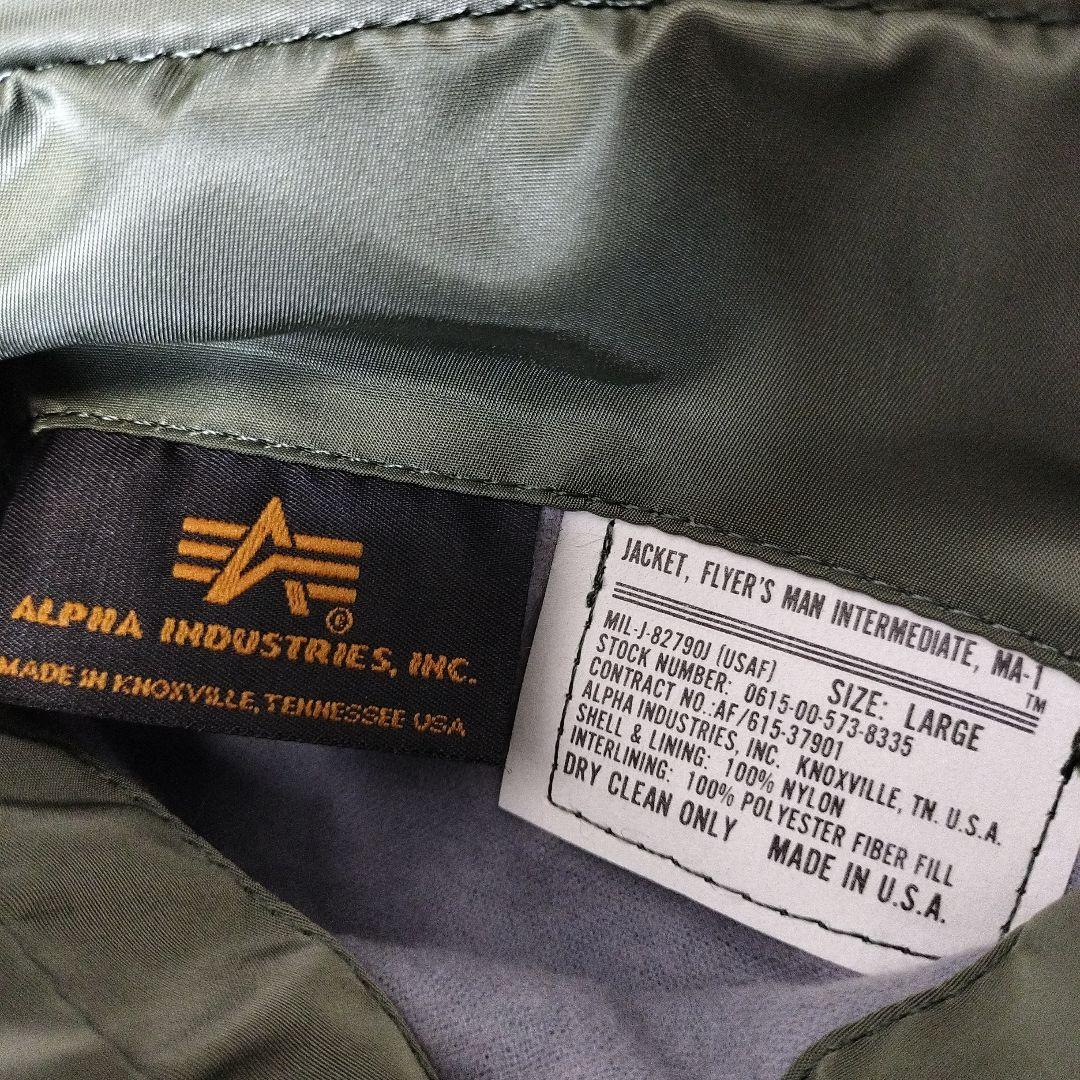 ALPHA INDUSTRIES, INC.
®
MADE IN KNOXVILLE, TENNESSEE USA
JACKET, FLYER'S MAN INTERMEDIATE, MA-1
TM
MIL-J-82790J (USAF) SIZE: LARGE
STOCK NUMBER: 0615-00-573-8335
CONTRACT NO.:AF/615-37901
ALPHA INDUSTRIES, INC. KNOXVILLE, TN. U.S.A.
SHELL & LINING: 100% NYLON
INTERLINING: 100% POLYESTER FIBER FILL
DRY CLEAN ONLY MADE IN U.S.A.